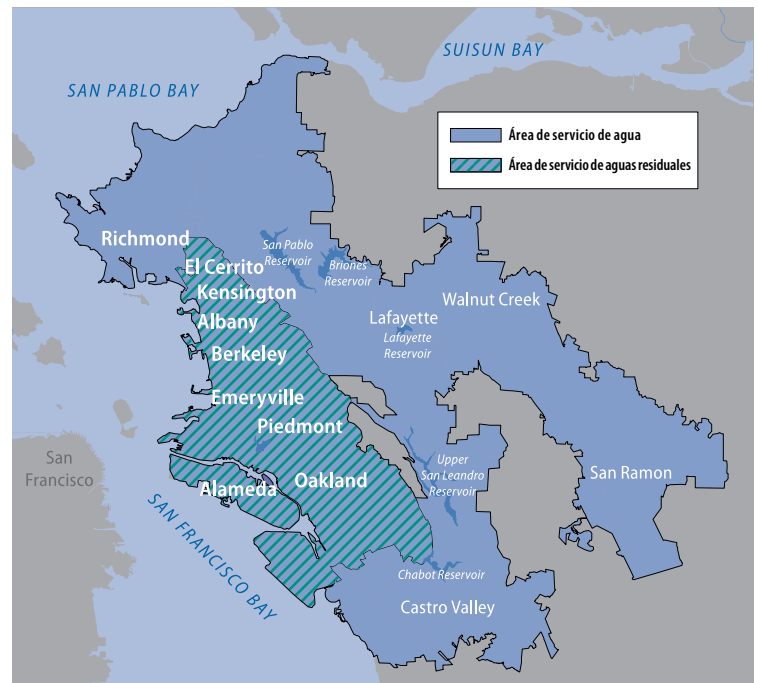 SUISUN BAY
SAN PABLO BAY
Área de servicio de agua
Área de servicio de aguas residuales
Richmond
San Pablo
Reservoir
Briones
Reservoir
El Cerrito
Kensington
Walnut Creek
Albany
Lafayette
Lafayette
Reservoir
Berkeley
Emeryville
Piedmont
San
Francisco
Upper
San Leandro
Reservoir
San Ramon
Oakland
Alameda
SAN FRANCISCO BAY
Chabot Reservoir
Castro Valley